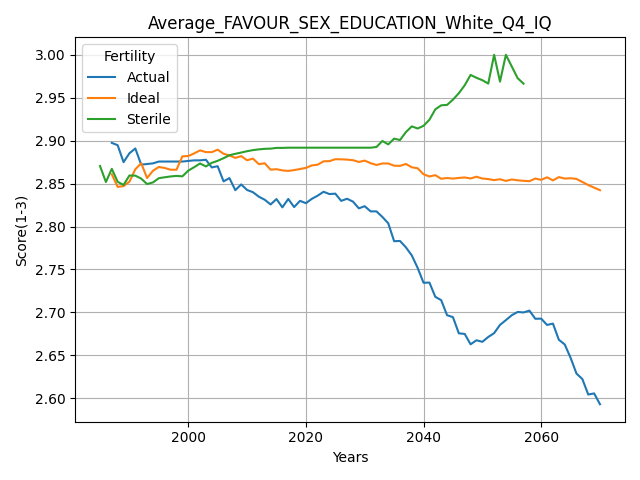 Average_FAVOUR_SEX_EDUCATION_White_Q4_IQ
Fertility
Actual
Ideal
Sterile
3.00
2.95
2.90
2.85
2.80
2.75
2.70
2.65
2.60
Score(1-3)
2000
2020
2040
2060
Years